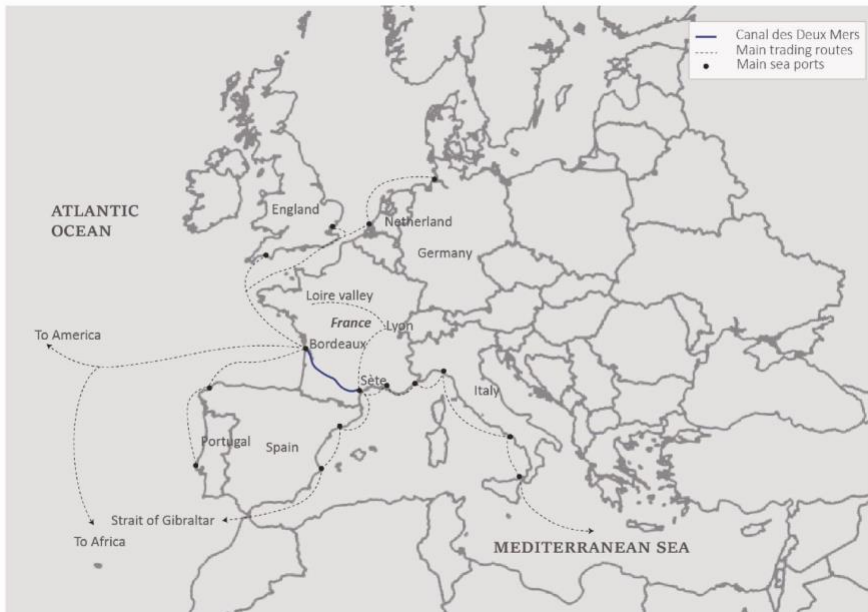 Canal des Deux Mers
Main trading routes
Main sea ports
ATLANTIC
OCEAN
England
Netherland
Germany
Loire valley
France
Lyon
To America
Bordeaux
Sète
Italy
Portugal
Spain
Strait of Gibraltar
To Africa
MEDITERRANEAN SEA